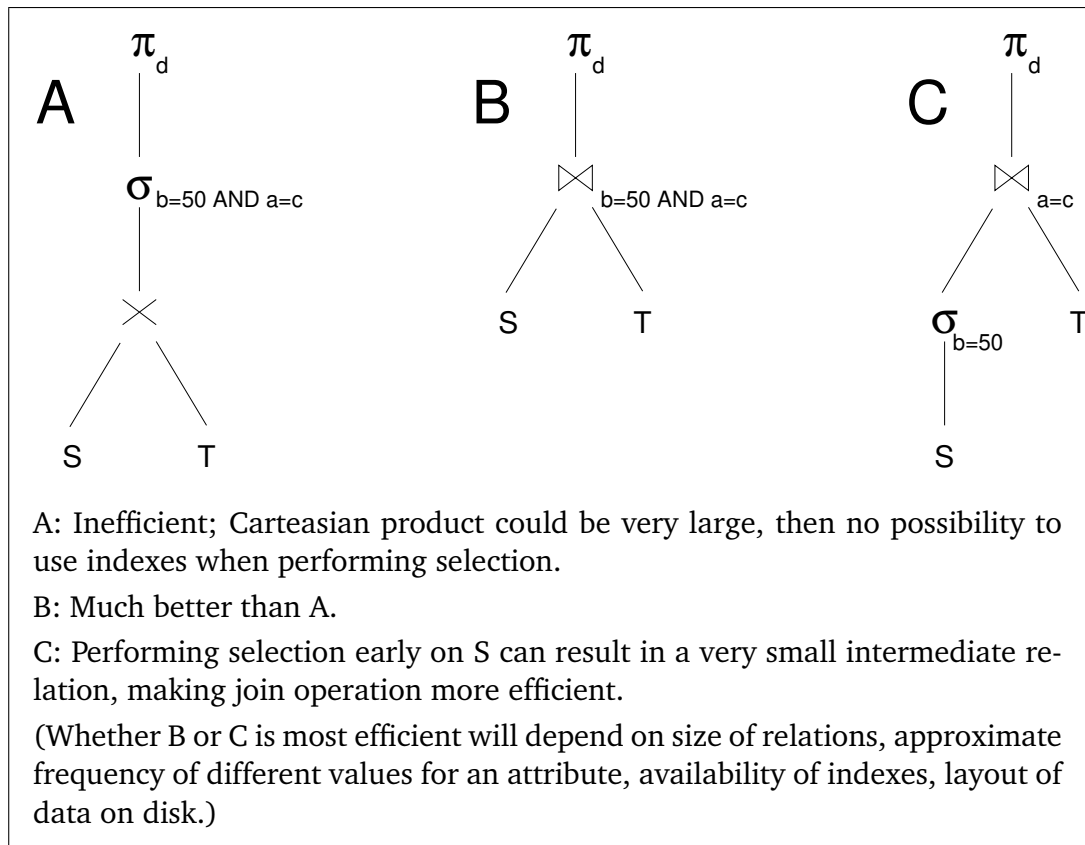 π_d π_d π_d
A B C
σ_b=50 AND a=c ⋈_b=50 AND a=c ⋈_a=c
× S T σ_b=50 T
S T S
A: Inefficient; Carteasian product could be very large, then no possibility to
use indexes when performing selection.
B: Much better than A.
C: Performing selection early on S can result in a very small intermediate re-
lation, making join operation more efficient.
(Whether B or C is most efficient will depend on size of relations, approximate
frequency of different values for an attribute, availability of indexes, layout of
data on disk.)